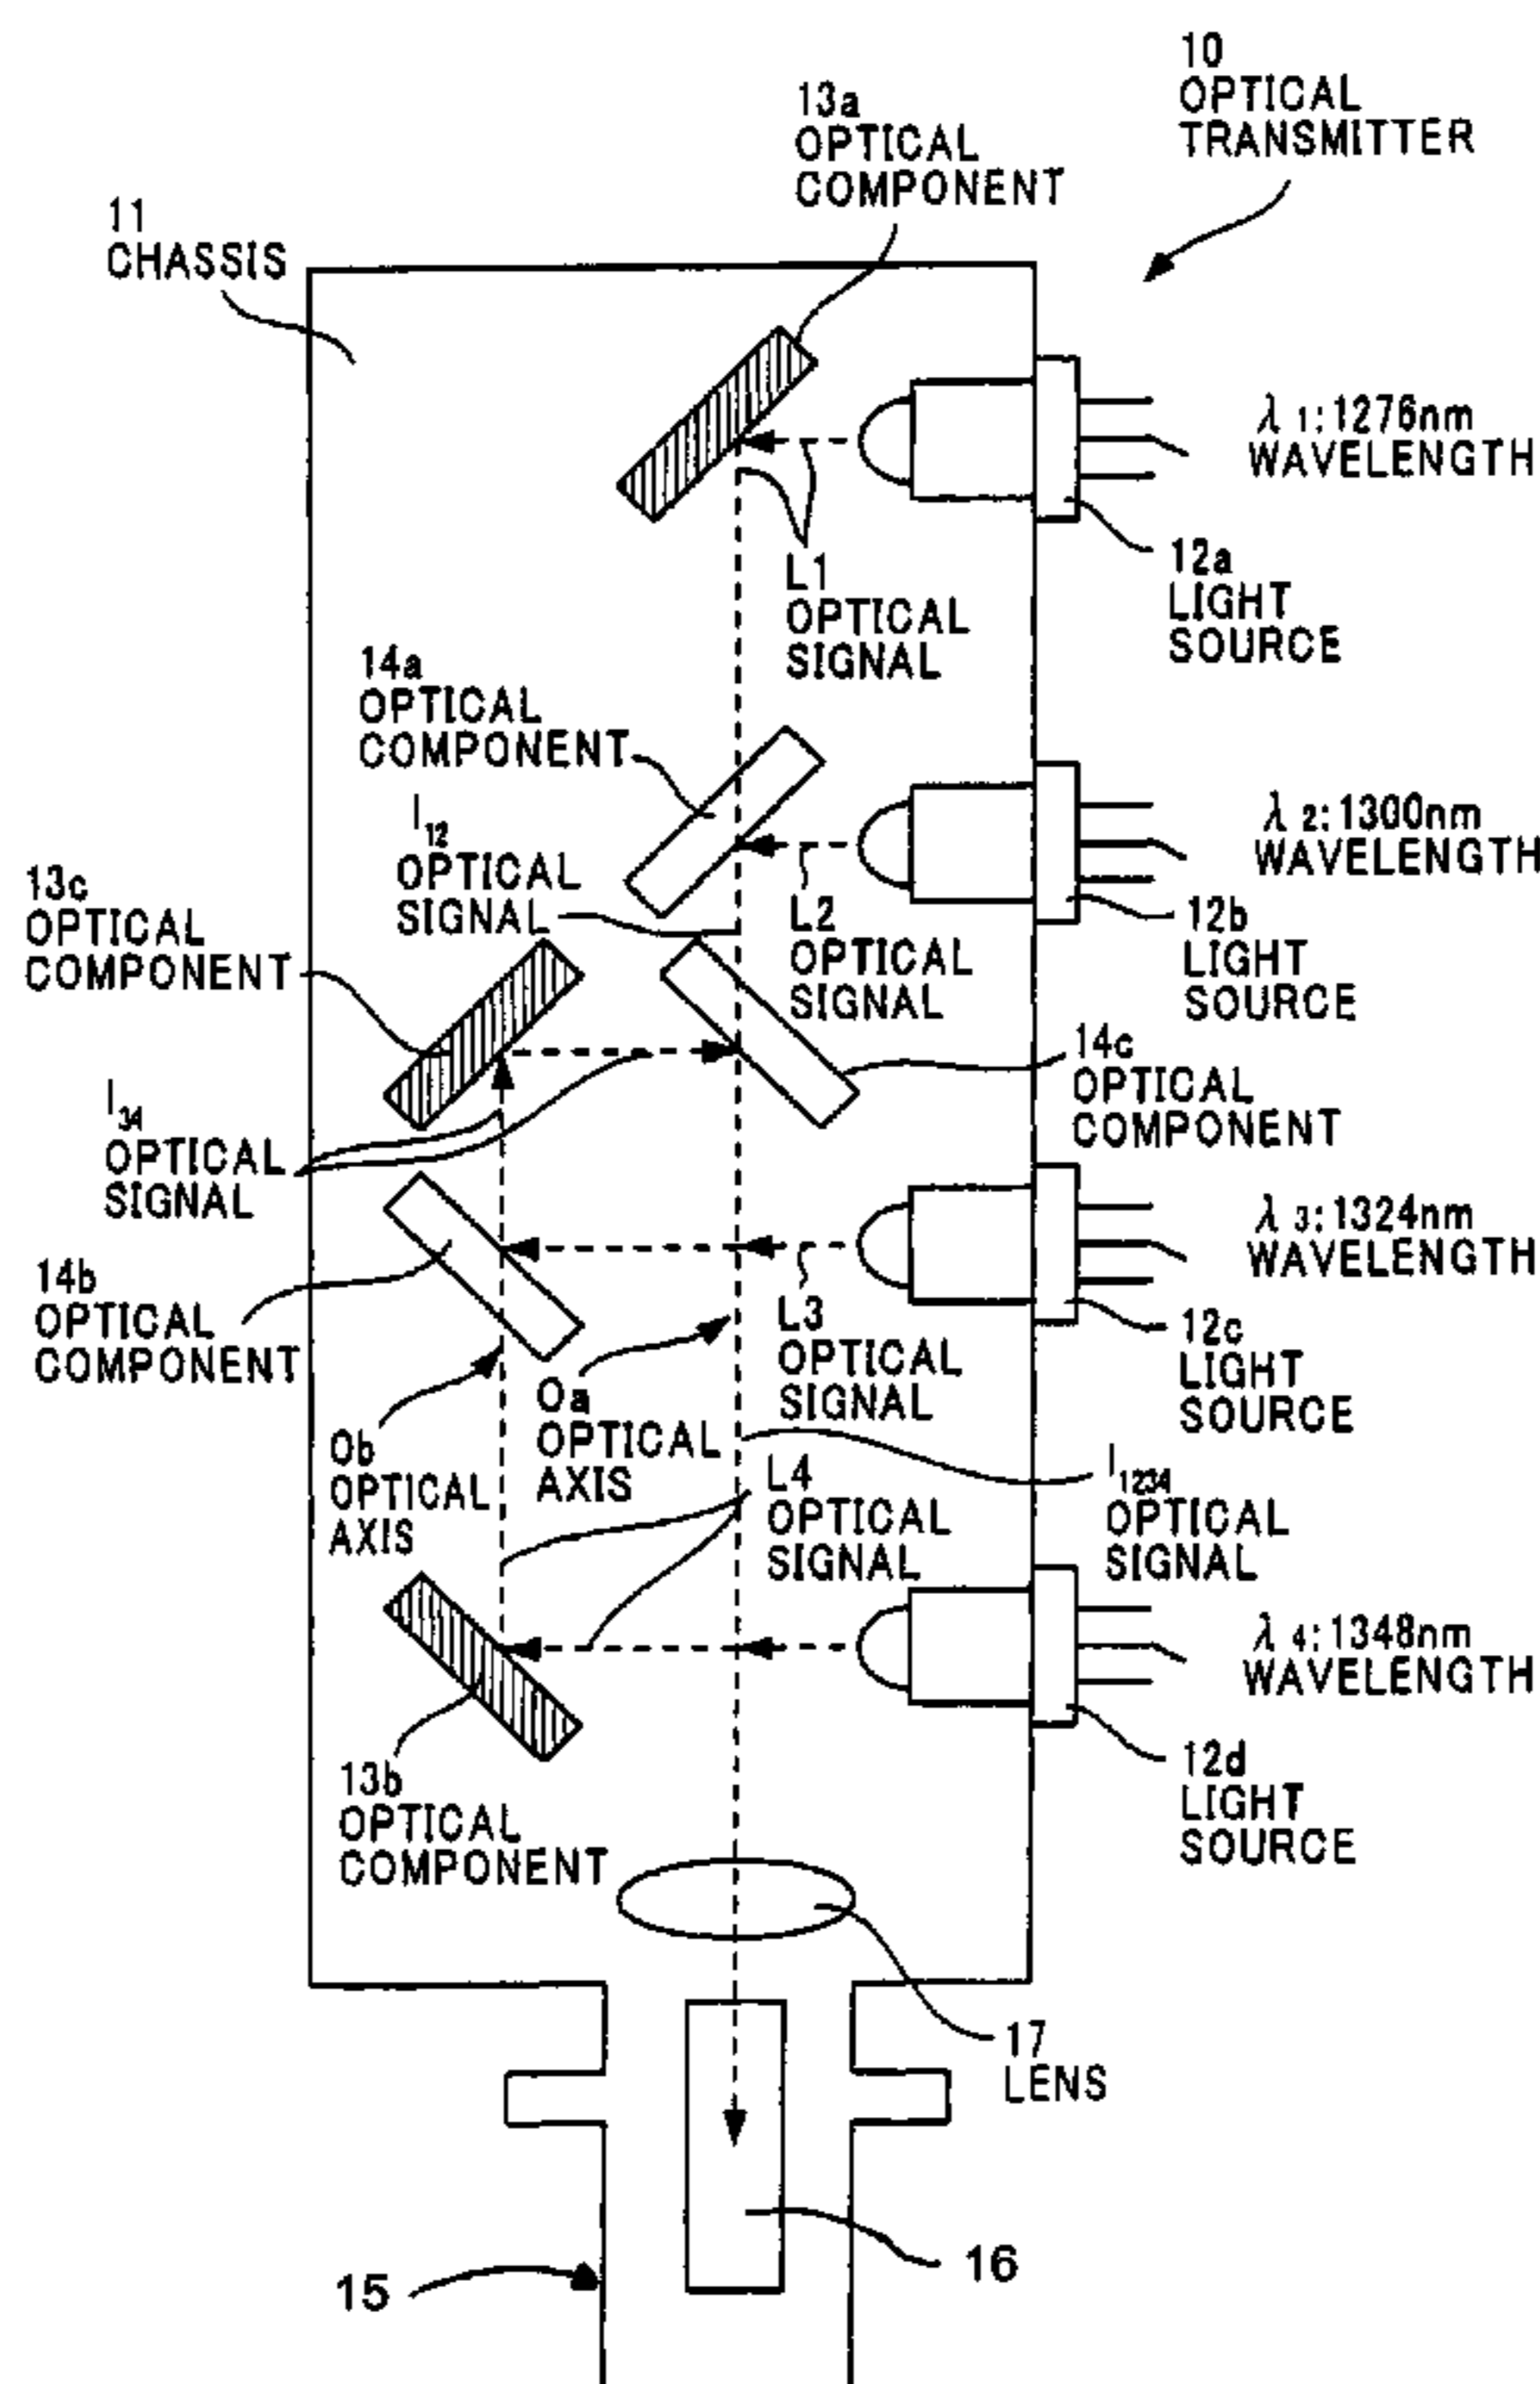 10
OPTICAL
TRANSMITTER
13a
OPTICAL
COMPONENT
11
CHASSIS
λ 1:1276nm
WAVELENGTH
12a
LIGHT
SOURCE
L1
OPTICAL
SIGNAL
14a
OPTICAL
COMPONENT
I12
OPTICAL
SIGNAL
λ 2:1300nm
WAVELENGTH
13c
OPTICAL
COMPONENT
L2
OPTICAL
SIGNAL
12b
LIGHT
SOURCE
14c
OPTICAL
COMPONENT
I34
OPTICAL
SIGNAL
λ 3:1324nm
WAVELENGTH
14b
OPTICAL
COMPONENT
L3
OPTICAL
SIGNAL
12c
LIGHT
SOURCE
Oa
OPTICAL
AXIS
Ob
OPTICAL
AXIS
L4
OPTICAL
SIGNAL
I1234
OPTICAL
SIGNAL
λ 4:1348nm
WAVELENGTH
12d
LIGHT
SOURCE
13b
OPTICAL
COMPONENT
17
LENS
16
15